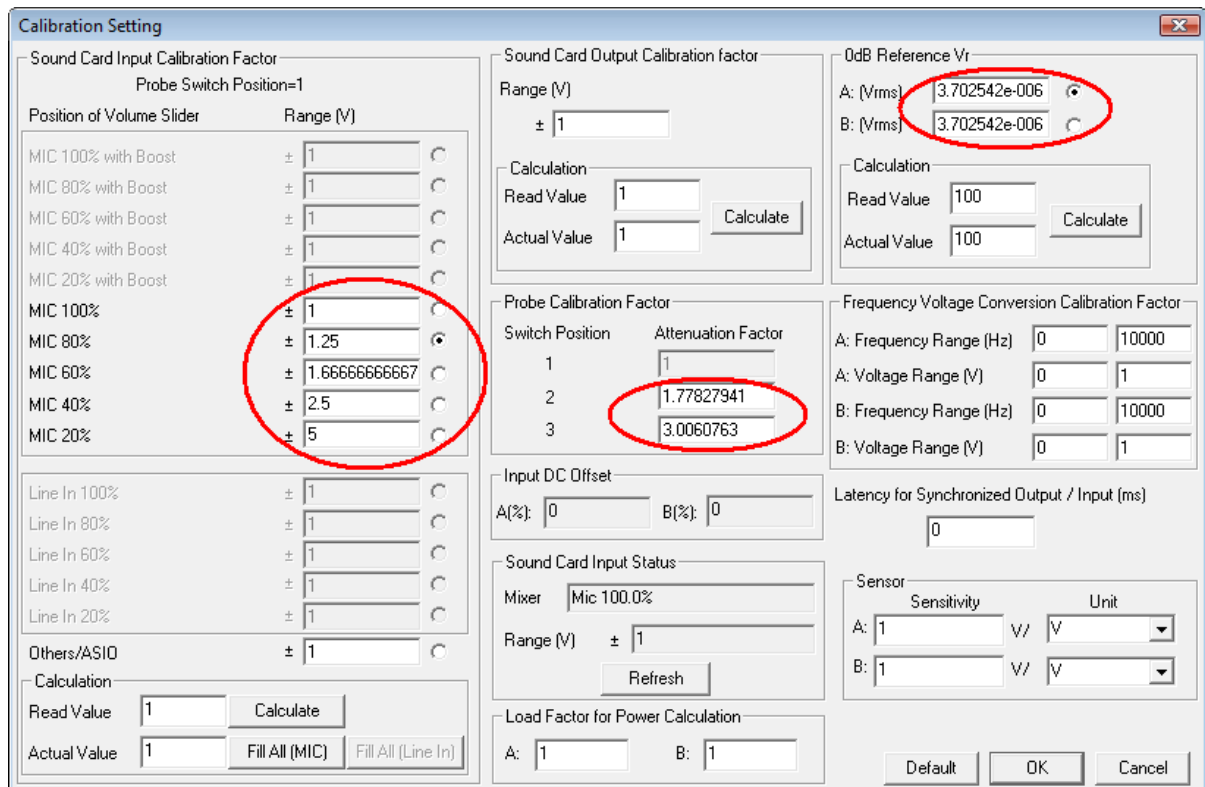 Calibration Setting
Sound Card Input Calibration Factor
Probe Switch Position=1
Position of Volume Slider Range (V)
MIC 100% with Boost ± 1
MIC 80% with Boost ± 1
MIC 60% with Boost ± 1
MIC 40% with Boost ± 1
MIC 20% with Boost ± 1
MIC 100% ± 1
MIC 80% ± 1.25
MIC 60% ± 1.66666666667
MIC 40% ± 2.5
MIC 20% ± 5
Line In 100% ± 1
Line In 80% ± 1
Line In 60% ± 1
Line In 40% ± 1
Line In 20% ± 1
Others/ASIO ± 1
Calculation
Read Value 1 Calculate
Actual Value 1 Fill All (MIC) Fill All (Line In)
Sound Card Output Calibration factor
Range (V)
± 1
Calculation
Read Value 1
Actual Value 1 Calculate
Probe Calibration Factor
Switch Position Attenuation Factor
1 1
2 1.77827941
3 3.0060763
Input DC Offset
A(%): 0 B(%): 0
Sound Card Input Status
Mixer Mic 100.0%
Range (V) ± 1
Refresh
Load Factor for Power Calculation
A: 1 B: 1
0dB Reference Vr
A: (Vrms) 3.702542e-006
B: (Vrms) 3.702542e-006
Calculation
Read Value 100
Actual Value 100 Calculate
Frequency Voltage Conversion Calibration Factor
A: Frequency Range (Hz) 0 10000
A: Voltage Range (V) 0 1
B: Frequency Range (Hz) 0 10000
B: Voltage Range (V) 0 1
Latency for Synchronized Output / Input (ms)
0
Sensor
Sensitivity Unit
A: 1 V/ V
B: 1 V/ V
Default OK Cancel